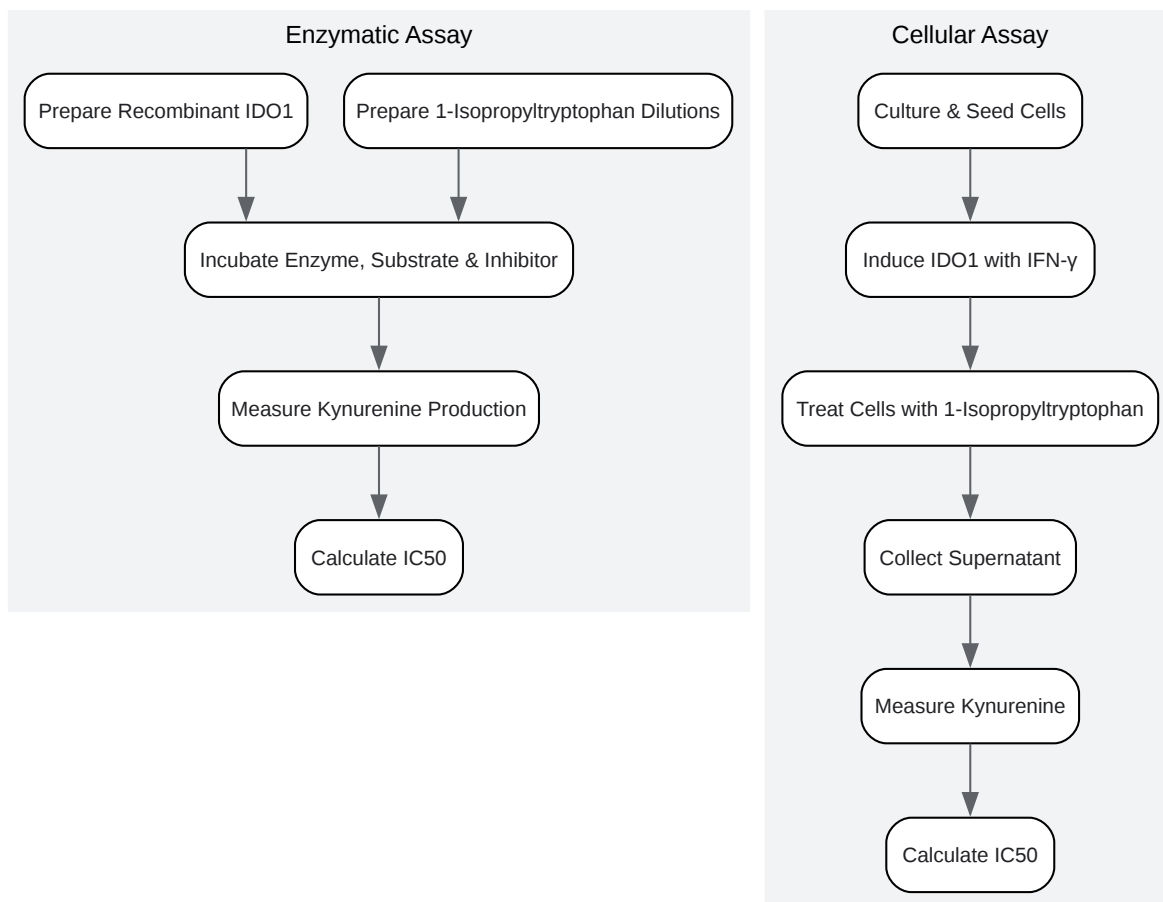 Enzymatic Assay
Prepare Recombinant IDO1
Prepare 1-Isopropyltryptophan Dilutions
Incubate Enzyme, Substrate & Inhibitor
Measure Kynurenine Production
Calculate IC50
Cellular Assay
Culture & Seed Cells
Induce IDO1 with IFN-γ
Treat Cells with 1-Isopropyltryptophan
Collect Supernatant
Measure Kynurenine
Calculate IC50